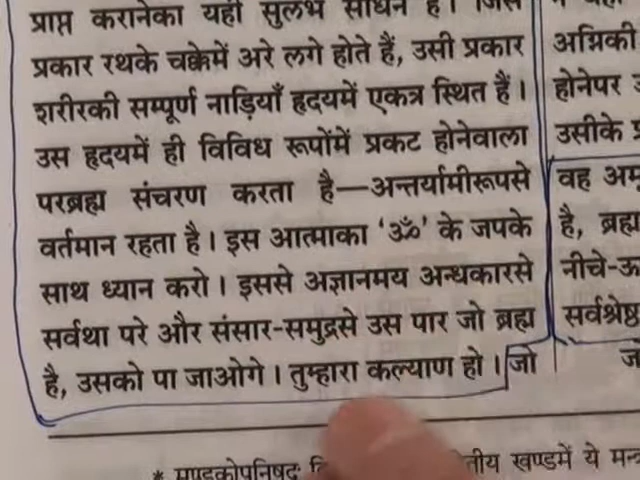 प्राप्त करानेका यही सुलभ साधन है। जिस
प्रकार रथके चक्केमें अरे लगे होते हैं, उसी प्रकार
शरीरकी सम्पूर्ण नाड़ियाँ हृदयमें एकत्र स्थित हैं।
उस हृदयमें ही विविध रूपोंमें प्रकट होनेवाला
परब्रह्म संचरण करता है—अन्तर्यामीरूपसे
वर्तमान रहता है। इस आत्माका ‘ॐ’ के जपके
साथ ध्यान करो। इससे अज्ञानमय अन्धकारसे
सर्वथा परे और संसार-समुद्रसे उस पार जो ब्रह्म
है, उसको पा जाओगे। तुम्हारा कल्याण हो। जो
* मुण्डकोपनिषद्
खण्डमें ये
अग्निकी
होनेपर
उसीके
वह
है, ब्रह्म
नीचे-ऊ
सर्वश्रेष्ठ